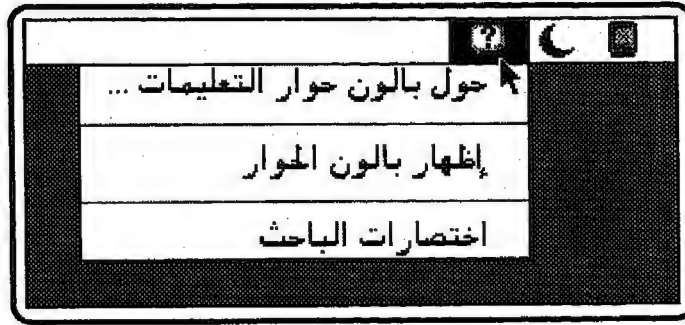 ?
حول بالون حوار التعليمات ...
إظهار بالون الحوار
اختصارات الباحث